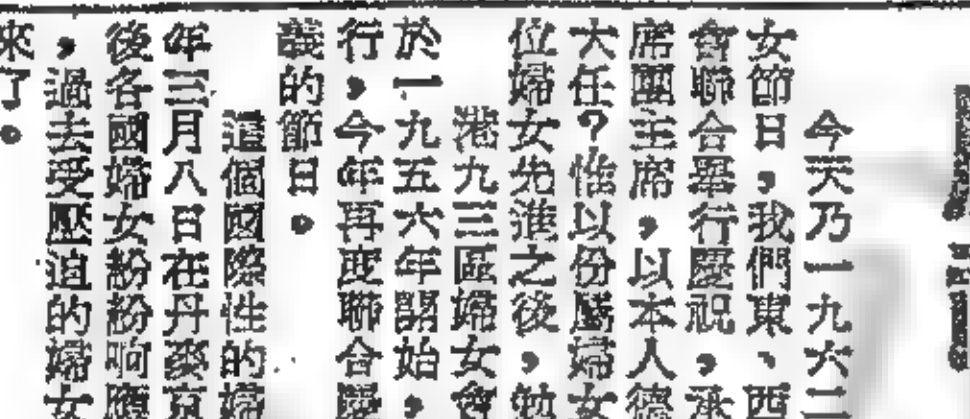 今天乃一九六二
女節日，我們東、西
會聯合舉行慶祝，承
席團主席，以本人德
大任？惟以份屬婦女
位婦女先進之後，勉
港九三區婦女會
於一九五六年開始，
行，今年再度聯合慶
義的節日。
這個國際性的婦
年三月八日在丹麥京
後各國婦女紛紛响應
，過去受壓迫的婦女
來了。